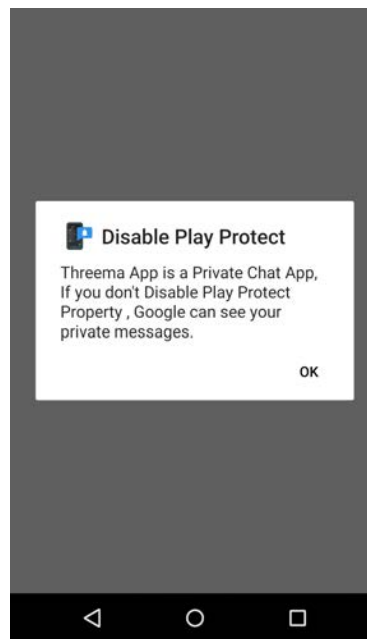 Disable Play Protect
Threema App is a Private Chat App,
If you don't Disable Play Protect
Property , Google can see your
private messages.
OK